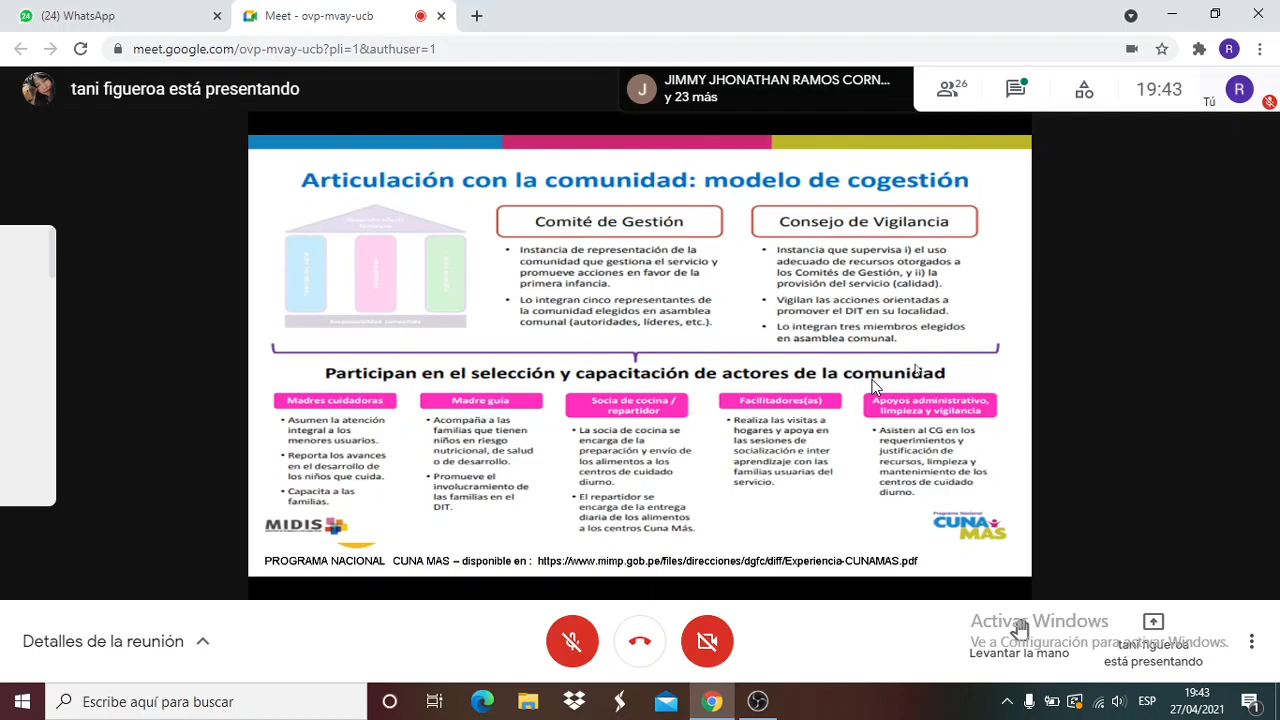 (24) WhatsApp
Meet - ovp-mvay-ucb
meet.google.com/ovp-mvay-ucb?pli=1&authuser=1
R
tani figueroa está presentando
J
JIMMY JHONATHAN RAMOS CORN...
y 23 más
26
19:43
Tú
R
Articulación con la comunidad: modelo de cogestión
Responsabilidad compartida
Comité de Gestión
• Instancia de representación de la
comunidad que gestiona el servicio y
promueve acciones en favor de la
primera infancia.
• Lo integran cinco representantes de
la comunidad elegidos en asamblea
comunal (autoridades, líderes, etc.).
Consejo de Vigilancia
• Instancia que supervisa i) el uso
adecuado de recursos otorgados a
los Comités de Gestión, y ii) la
provisión del servicio (calidad).
• Vigilan las acciones orientadas a
promover el DIT en su localidad.
• Lo integran tres miembros elegidos
en asamblea comunal.
Participan en el selección y capacitación de actores de la comunidad
Madres cuidadoras
• Asumen la atención
integral a los
menores usuarios.
• Reporta los avances
en el desarrollo de
los niños que cuida.
• Capacita a las
familias.
Madre guía
• Acompaña a las
familias que tienen
niños en riesgo
nutricional, de salud
o de desarrollo.
• Promueve el
involucramiento de
las familias en el
DIT.
Socia de cocina /
repartidor
• La socia de cocina se
encarga de la
preparación y envío de
los alimentos a los
centros de cuidado
diurno.
• El repartidor se
encarga de la entrega
diaria de los alimentos
a los centros Cuna Más.
Facilitadores(as)
• Realiza las visitas a
hogares y apoya en
las sesiones de
socialización e inter
aprendizaje con las
familias usuarias del
servicio.
Apoyos administrativo,
limpieza y vigilancia
• Asisten al CG en los
requerimientos y
justificación de
recursos, limpieza y
mantenimiento de los
centros de cuidado
diurno.
MIDIS
Programa Nacional
CUNA
MAS
PROGRAMA NACIONAL CUNA MAS – disponible en : https://www.mimp.gob.pe/files/direcciones/dgfc/diff/Experiencia-CUNAMAS.pdf
Detalles de la reunión
Activar Windows
Ve a Configuración para activar Windows.
Levantar la mano
tani figueroa
está presentando
Escribe aquí para buscar
ESP
19:43
27/04/2021
1